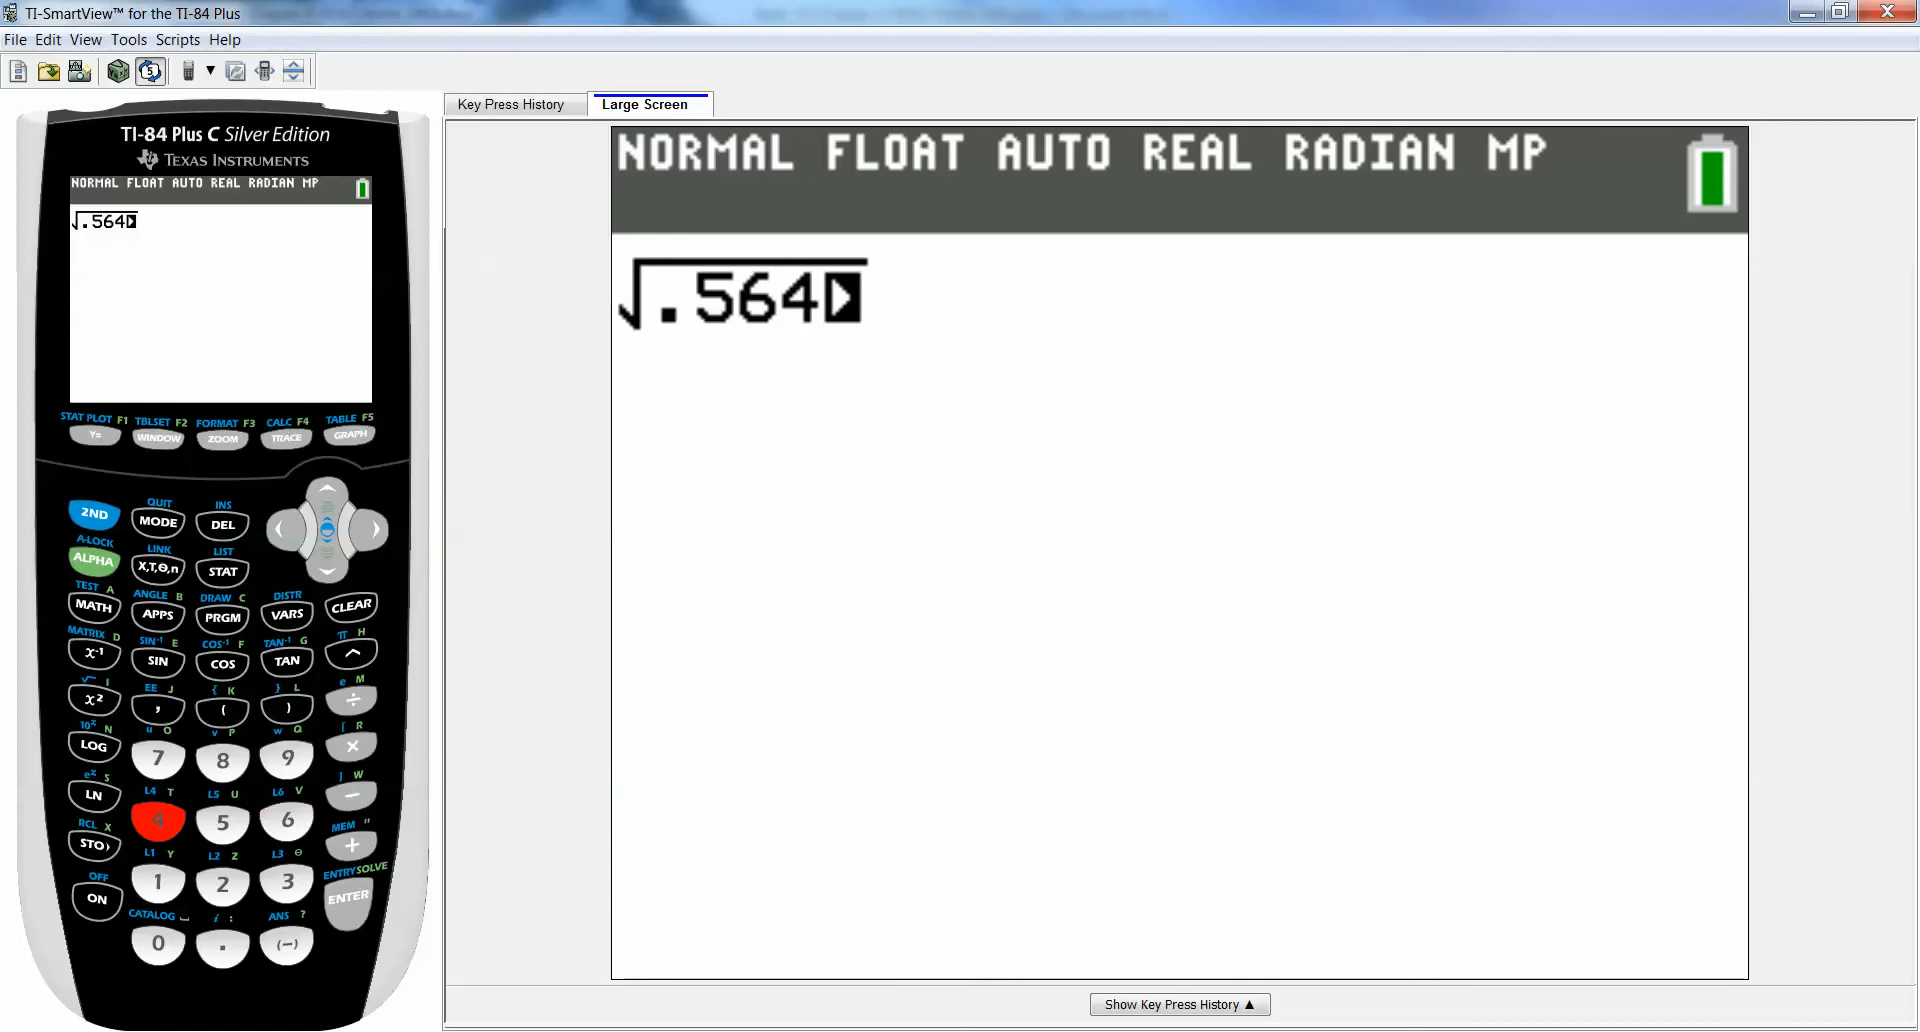 TI-SmartView™ for the TI-84 Plus
File Edit View Tools Scripts Help
Key Press History Large Screen
TI-84 Plus C Silver Edition
TEXAS INSTRUMENTS
NORMAL FLOAT AUTO REAL RADIAN MP
√.564
NORMAL FLOAT AUTO REAL RADIAN MP
√.564
STAT PLOT F1 TBLSET F2 FORMAT F3 CALC F4 TABLE F5
Y= WINDOW ZOOM TRACE GRAPH
QUIT INS
2ND MODE DEL
A-LOCK LINK LIST
ALPHA X,T,Θ,n STAT
TEST A ANGLE B DRAW C DISTR
MATH APPS PRGM VARS CLEAR
MATRIX D SIN-1 E COS-1 F TAN-1 G π H
x-1 SIN COS TAN ^
√ I EE J { K } L e M
x² , ( ) ÷
10ˣ N u O v P w Q [ R
LOG 7 8 9 ×
eˣ S L4 T L5 U L6 V ] W
LN 4 5 6 −
RCL X L1 Y L2 Z L3 Θ MEM "
STO› 1 2 3 +
OFF CATALOG ⎵ i : ANS ? ENTRY SOLVE
ON 0 . (−) ENTER
Show Key Press History ▲